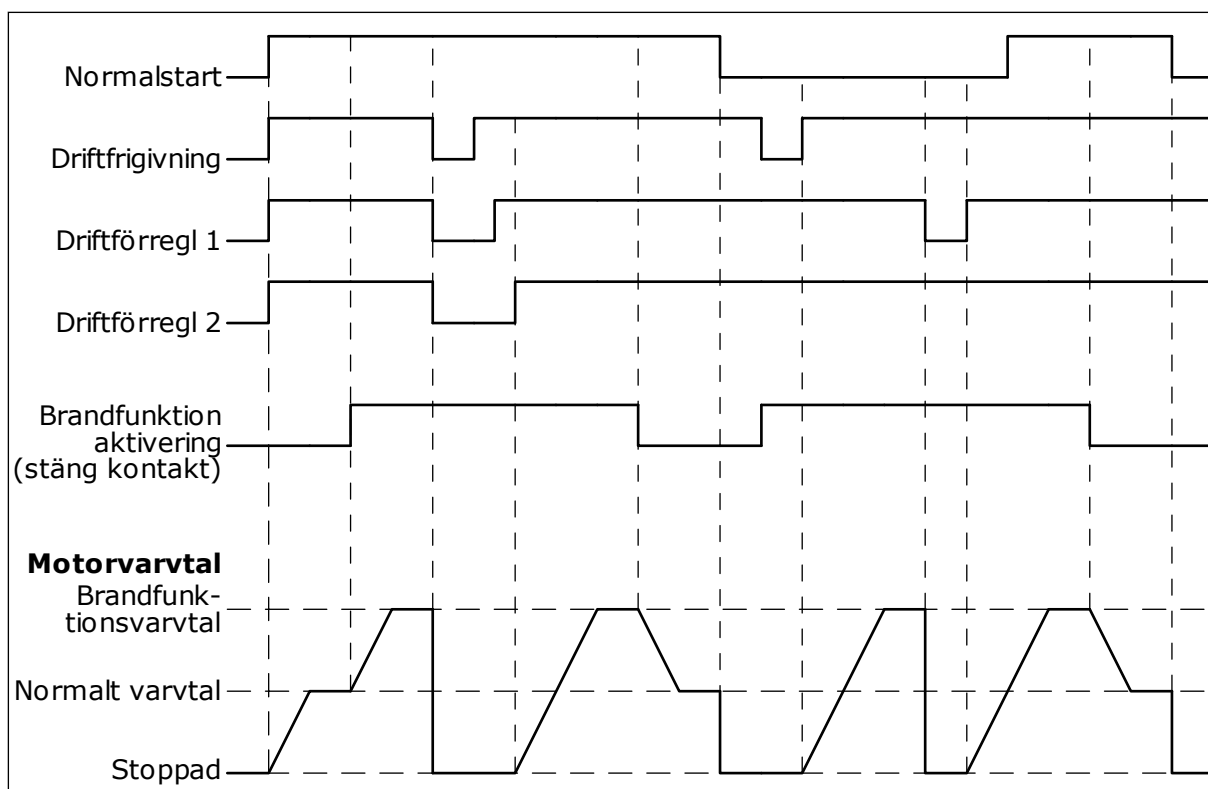 Normalstart
Driftfrigivning
Driftförregl 1
Driftförregl 2
Brandfunktion
aktivering
(stäng kontakt)
Motorvarvtal
Brandfunk-
tionsvarvtal
Normalt varvtal
Stoppad